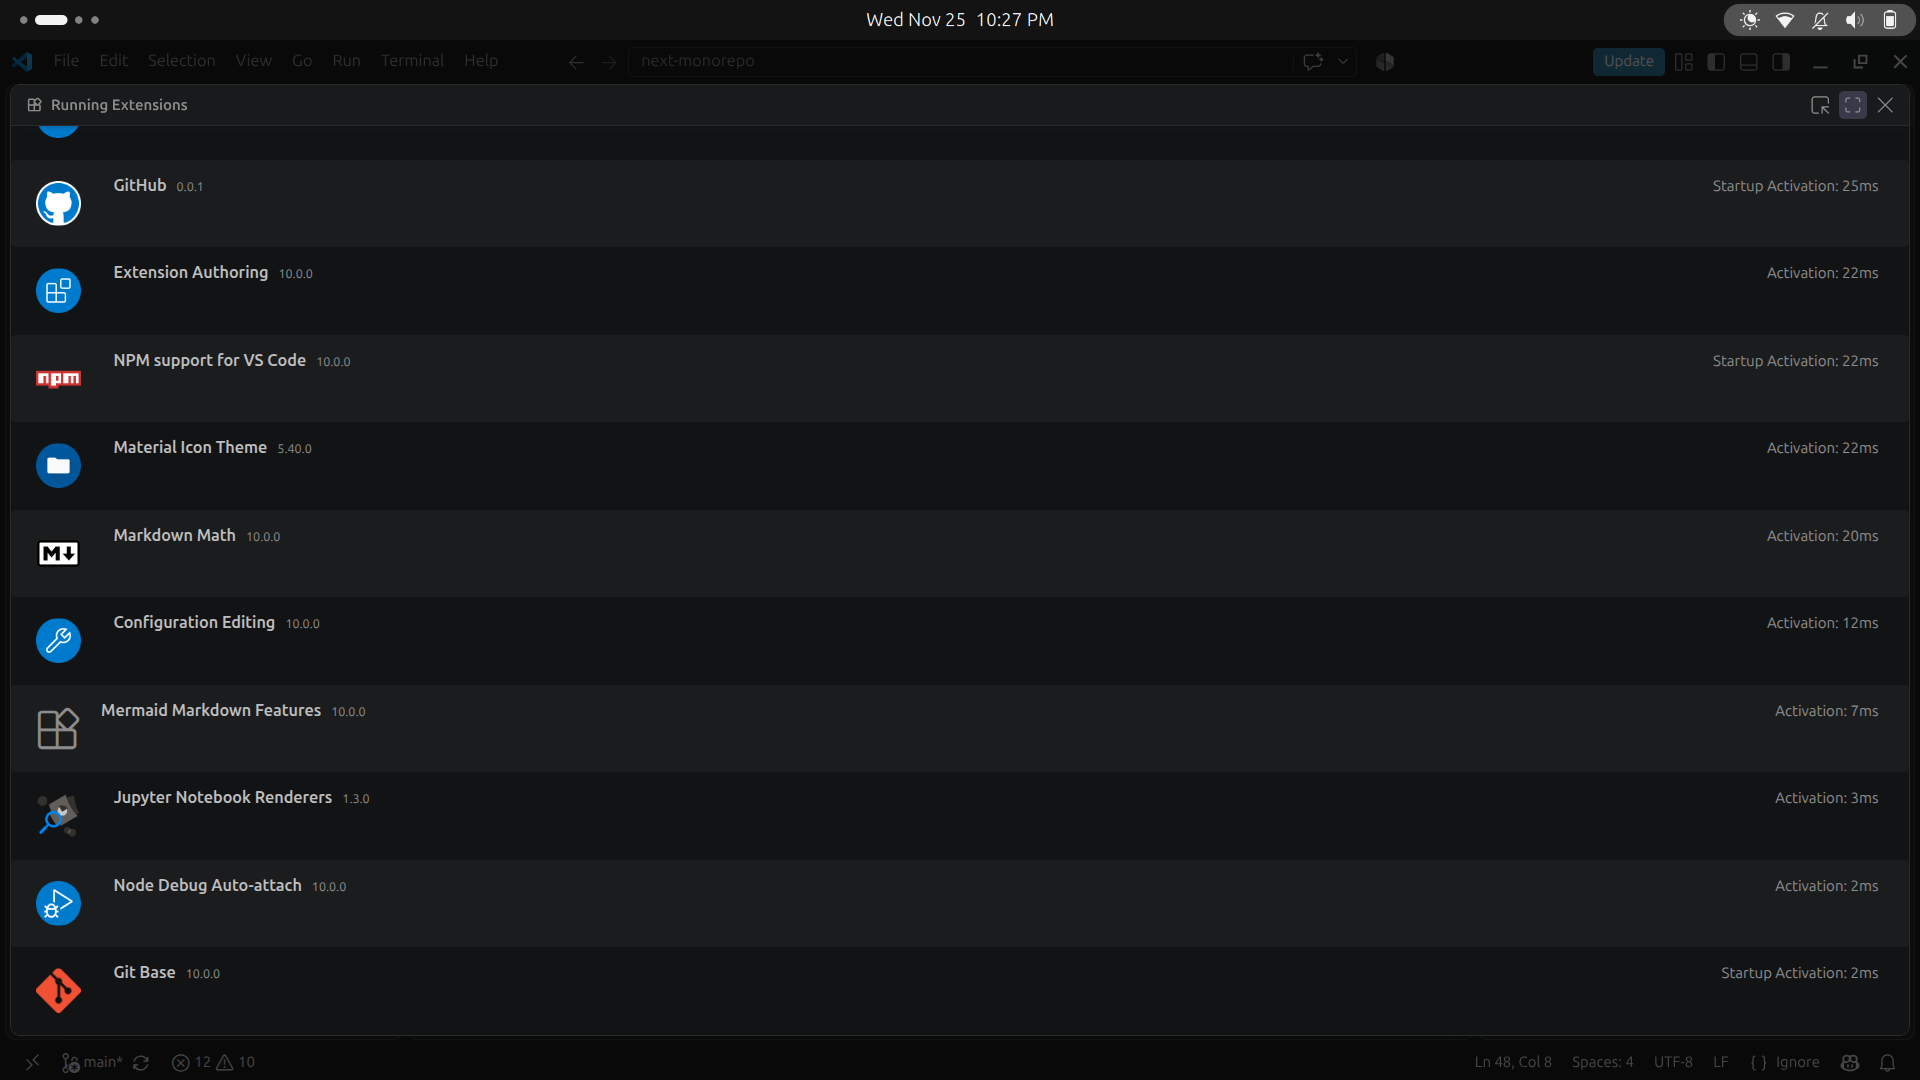 Wed Nov 25  10:27 PM
File Edit Selection View Go Run Terminal Help next-monorepo Update
Running Extensions
GitHub 0.0.1 Startup Activation: 25ms
Extension Authoring 10.0.0 Activation: 22ms
npm NPM support for VS Code 10.0.0 Startup Activation: 22ms
Material Icon Theme 5.40.0 Activation: 22ms
M Markdown Math 10.0.0 Activation: 20ms
Configuration Editing 10.0.0 Activation: 12ms
Mermaid Markdown Features 10.0.0 Activation: 7ms
Jupyter Notebook Renderers 1.3.0 Activation: 3ms
Node Debug Auto-attach 10.0.0 Activation: 2ms
Git Base 10.0.0 Startup Activation: 2ms
main* 12 10 Ln 48, Col 8 Spaces: 4 UTF-8 LF { } Ignore